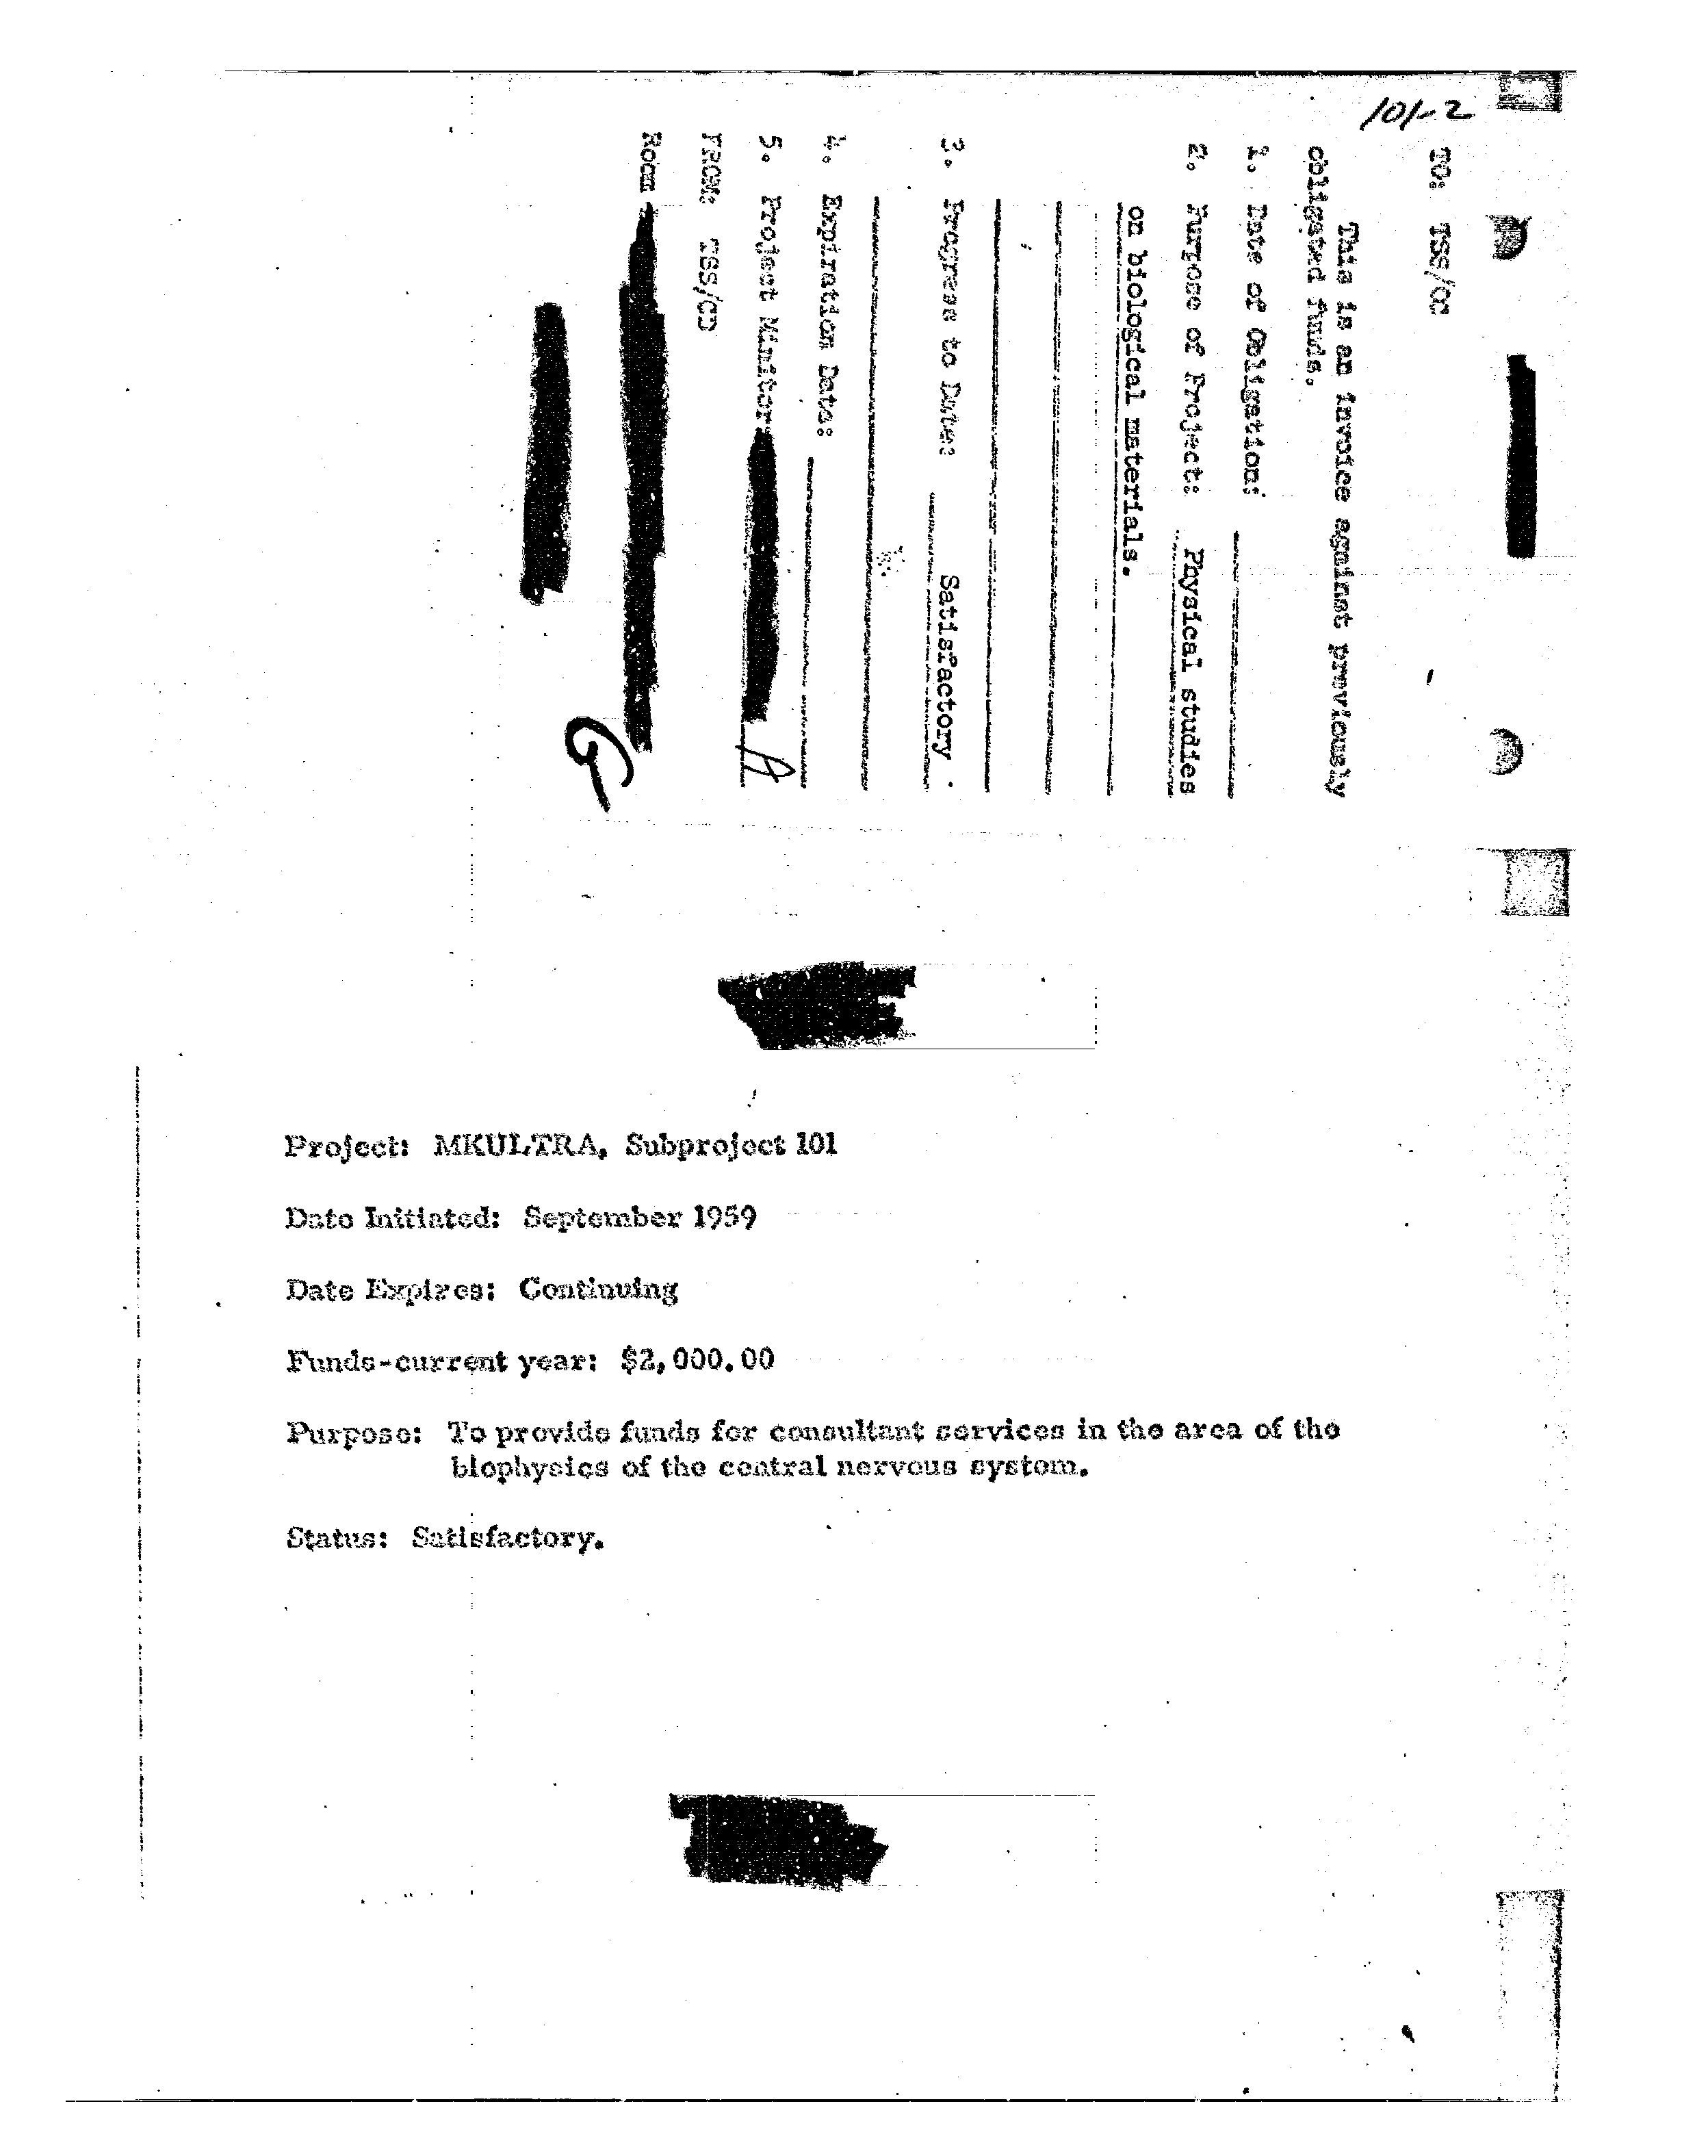 101-2
TO: TSS/CC
This is an invoice against previously
obligated funds.
1. Date of Obligation:
2. Purpose of Project: Physical studies
on biological materials.
3. Progress to Date: Satisfactory.
4. Expiration Date:
5. Project Minitor
FROM: TSS/CD
Room
A
Project: MKULTRA, Subproject 101
Date Initiated: September 1959
Date Expires: Continuing
Funds-current year: $2,000.00
Purpose: To provide funds for consultant services in the area of the
biophysics of the central nervous system.
Status: Satisfactory.